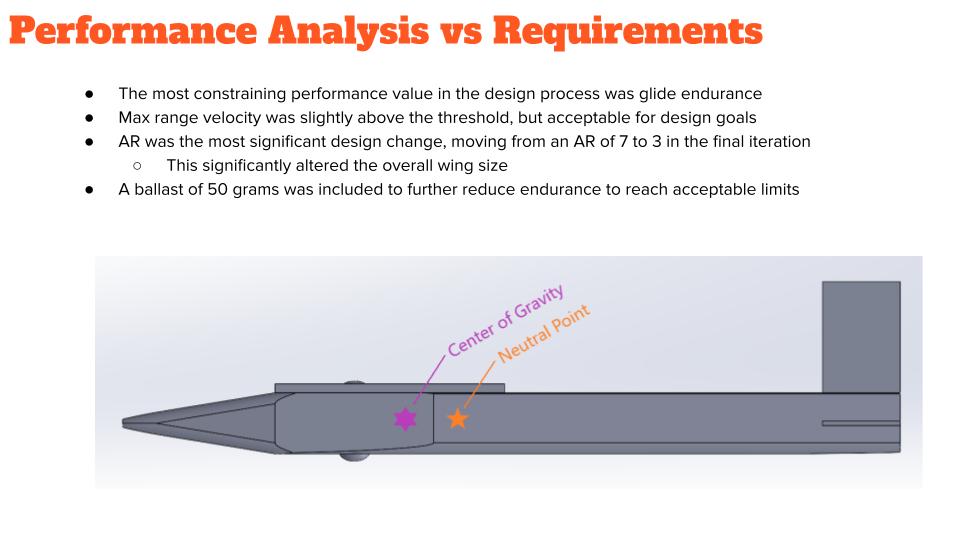 Performance Analysis vs Requirements
● The most constraining performance value in the design process was glide endurance
● Max range velocity was slightly above the threshold, but acceptable for design goals
● AR was the most significant design change, moving from an AR of 7 to 3 in the final iteration
○ This significantly altered the overall wing size
● A ballast of 50 grams was included to further reduce endurance to reach acceptable limits
Center of Gravity
Neutral Point